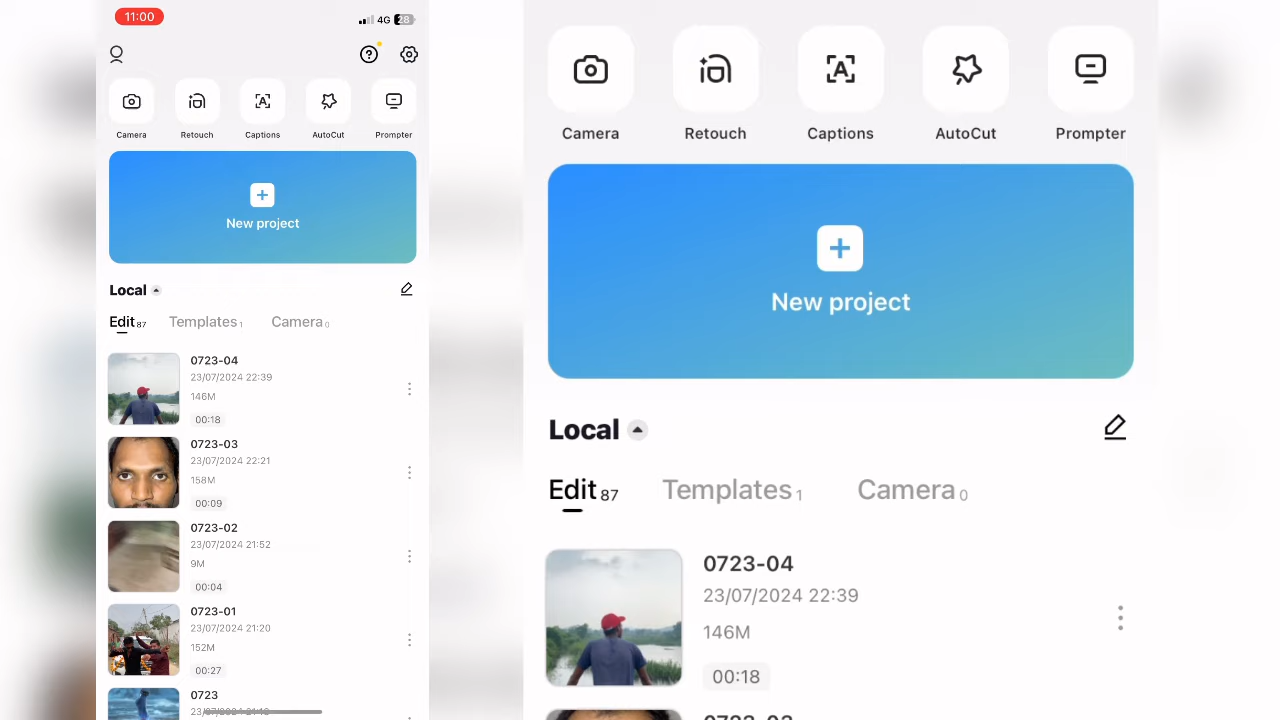 11:00
4G 28
Camera Retouch Captions AutoCut Prompter
New project
Local
Edit 87 Templates 1 Camera 0
0723-04
23/07/2024 22:39
146M
00:18
0723-03
23/07/2024 22:21
158M
00:09
0723-02
23/07/2024 21:52
9M
00:04
0723-01
23/07/2024 21:20
152M
00:27
0723
Camera Retouch Captions AutoCut Prompter
New project
Local
Edit 87 Templates 1 Camera 0
0723-04
23/07/2024 22:39
146M
00:18